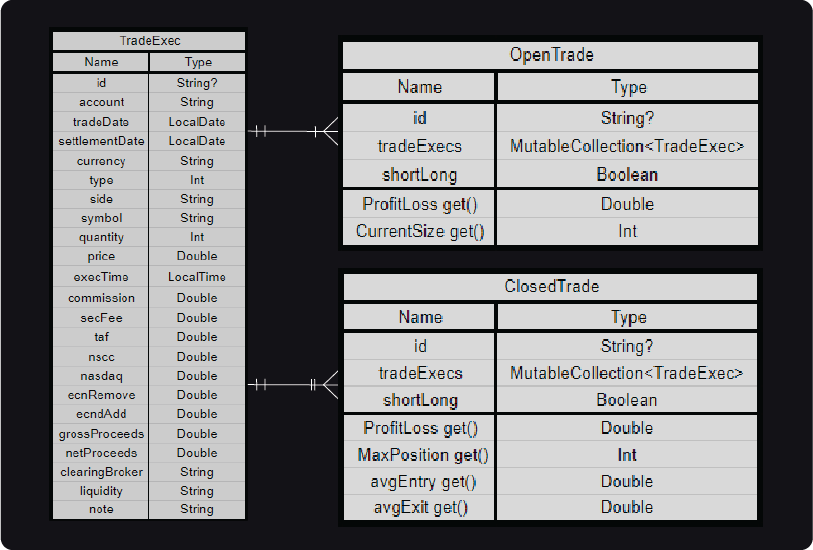 TradeExec
Name Type
id String?
account String
tradeDate LocalDate
settlementDate LocalDate
currency String
type Int
side String
symbol String
quantity Int
price Double
execTime LocalTime
commission Double
secFee Double
taf Double
nscc Double
nasdaq Double
ecnRemove Double
ecndAdd Double
grossProceeds Double
netProceeds Double
clearingBroker String
liquidity String
note String
OpenTrade
Name Type
id String?
tradeExecs MutableCollection<TradeExec>
shortLong Boolean
ProfitLoss get() Double
CurrentSize get() Int
ClosedTrade
Name Type
id String?
tradeExecs MutableCollection<TradeExec>
shortLong Boolean
ProfitLoss get() Double
MaxPosition get() Int
avgEntry get() Double
avgExit get() Double